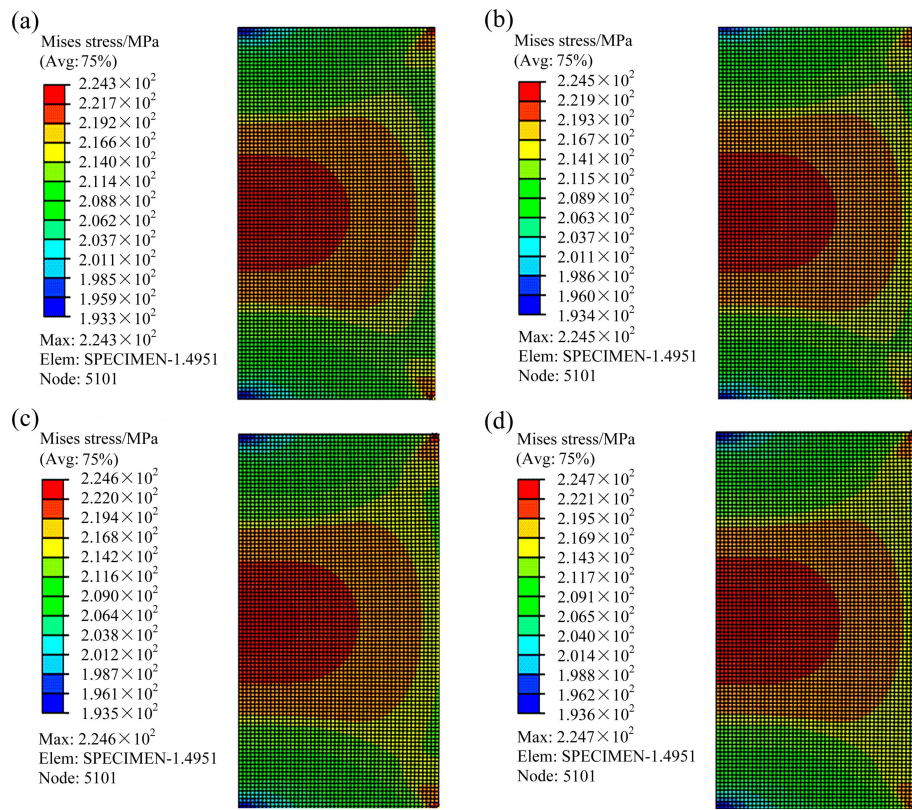 (a)
Mises stress/MPa
(Avg: 75%)
2.243×10²
2.217×10²
2.192×10²
2.166×10²
2.140×10²
2.114×10²
2.088×10²
2.062×10²
2.037×10²
2.011×10²
1.985×10²
1.959×10²
1.933×10²
Max: 2.243×10²
Elem: SPECIMEN-1.4951
Node: 5101
(b)
Mises stress/MPa
(Avg: 75%)
2.245×10²
2.219×10²
2.193×10²
2.167×10²
2.141×10²
2.115×10²
2.089×10²
2.063×10²
2.037×10²
2.011×10²
1.986×10²
1.960×10²
1.934×10²
Max: 2.245×10²
Elem: SPECIMEN-1.4951
Node: 5101
(c)
Mises stress/MPa
(Avg: 75%)
2.246×10²
2.220×10²
2.194×10²
2.168×10²
2.142×10²
2.116×10²
2.090×10²
2.064×10²
2.038×10²
2.012×10²
1.987×10²
1.961×10²
1.935×10²
Max: 2.246×10²
Elem: SPECIMEN-1.4951
Node: 5101
(d)
Mises stress/MPa
(Avg: 75%)
2.247×10²
2.221×10²
2.195×10²
2.169×10²
2.143×10²
2.117×10²
2.091×10²
2.065×10²
2.040×10²
2.014×10²
1.988×10²
1.962×10²
1.936×10²
Max: 2.247×10²
Elem: SPECIMEN-1.4951
Node: 5101